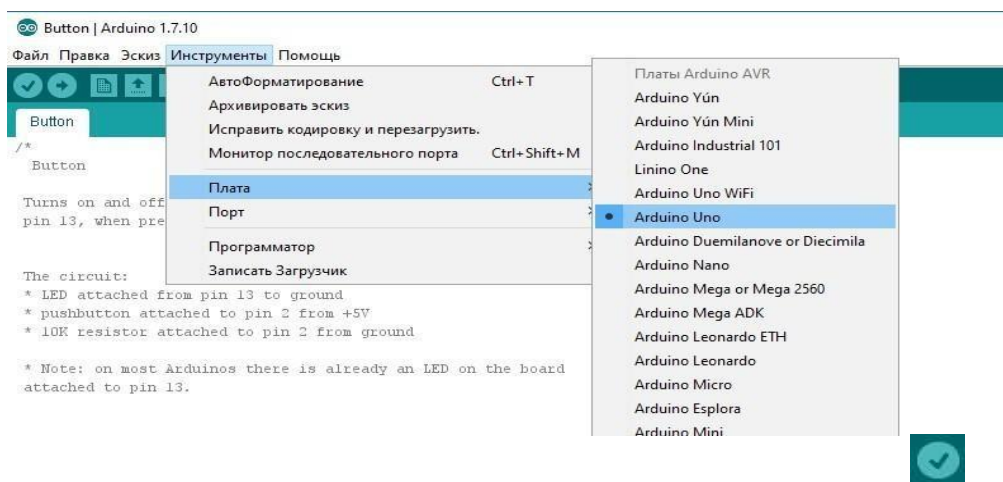 Button | Arduino 1.7.10
Файл Правка Эскиз Инструменты Помощь
АвтоФорматирование Ctrl+T
Архивировать эскиз
Исправить кодировку и перезагрузить.
Монитор последовательного порта Ctrl+Shift+M
Плата
Порт
Программатор
Записать Загрузчик
Платы Arduino AVR
Arduino Yún
Arduino Yún Mini
Arduino Industrial 101
Linino One
Arduino Uno WiFi
Arduino Uno
Arduino Duemilanove or Diecimila
Arduino Nano
Arduino Mega or Mega 2560
Arduino Mega ADK
Arduino Leonardo ETH
Arduino Leonardo
Arduino Micro
Arduino Esplora
Arduino Mini
Button
/*
Button
Turns on and off
pin 13, when pre
The circuit:
* LED attached from pin 13 to ground
* pushbutton attached to pin 2 from +5V
* 10K resistor attached to pin 2 from ground
* Note: on most Arduinos there is already an LED on the board
attached to pin 13.